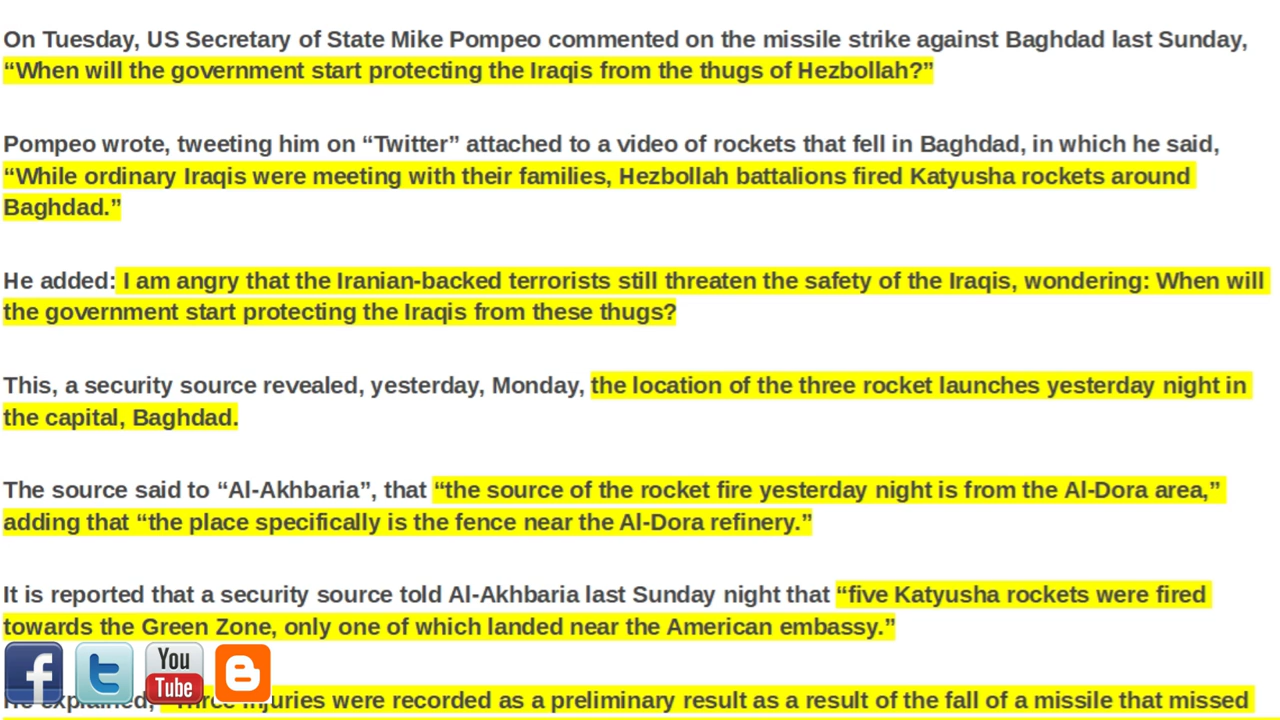 On Tuesday, US Secretary of State Mike Pompeo commented on the missile strike against Baghdad last Sunday,
“When will the government start protecting the Iraqis from the thugs of Hezbollah?”
Pompeo wrote, tweeting him on “Twitter” attached to a video of rockets that fell in Baghdad, in which he said,
“While ordinary Iraqis were meeting with their families, Hezbollah battalions fired Katyusha rockets around
Baghdad.”
He added: I am angry that the Iranian-backed terrorists still threaten the safety of the Iraqis, wondering: When will
the government start protecting the Iraqis from these thugs?
This, a security source revealed, yesterday, Monday, the location of the three rocket launches yesterday night in
the capital, Baghdad.
The source said to “Al-Akhbaria”, that “the source of the rocket fire yesterday night is from the Al-Dora area,”
adding that “the place specifically is the fence near the Al-Dora refinery.”
It is reported that a security source told Al-Akhbaria last Sunday night that “five Katyusha rockets were fired
towards the Green Zone, only one of which landed near the American embassy.”
You
Tube
He explained, “Three injuries were recorded as a preliminary result as a result of the fall of a missile that missed